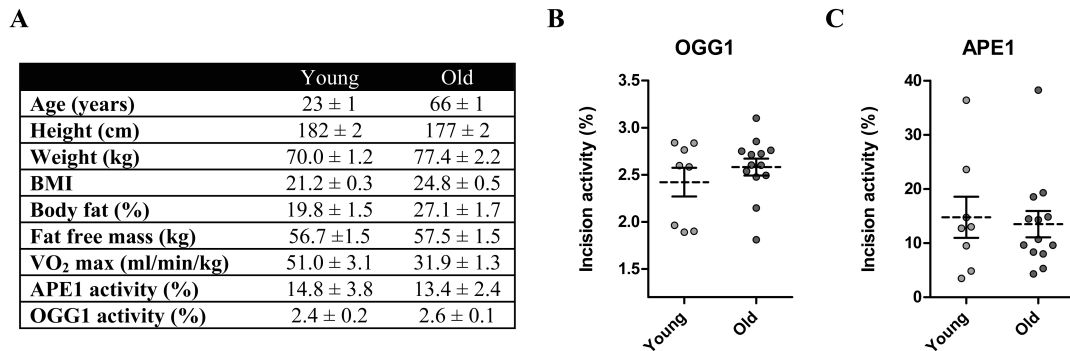 A
Young Old
Age (years) 23 ± 1 66 ± 1
Height (cm) 182 ± 2 177 ± 2
Weight (kg) 70.0 ± 1.2 77.4 ± 2.2
BMI 21.2 ± 0.3 24.8 ± 0.5
Body fat (%) 19.8 ± 1.5 27.1 ± 1.7
Fat free mass (kg) 56.7 ±1.5 57.5 ± 1.5
VO₂ max (ml/min/kg) 51.0 ± 3.1 31.9 ± 1.3
APE1 activity (%) 14.8 ± 3.8 13.4 ± 2.4
OGG1 activity (%) 2.4 ± 0.2 2.6 ± 0.1
B
OGG1
Incision activity (%)
3.5
3.0
2.5
2.0
1.5
Young Old
C
APE1
Incision activity (%)
40
30
20
10
0
Young Old